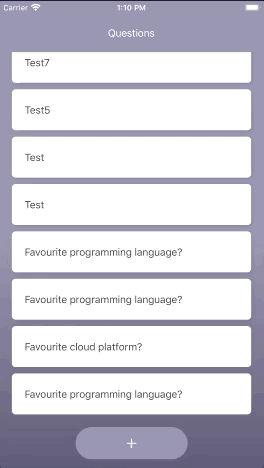 Carrier 1:10 PM
Questions
Test7
Test5
Test
Test
Favourite programming language?
Favourite programming language?
Favourite cloud platform?
Favourite programming language?
+